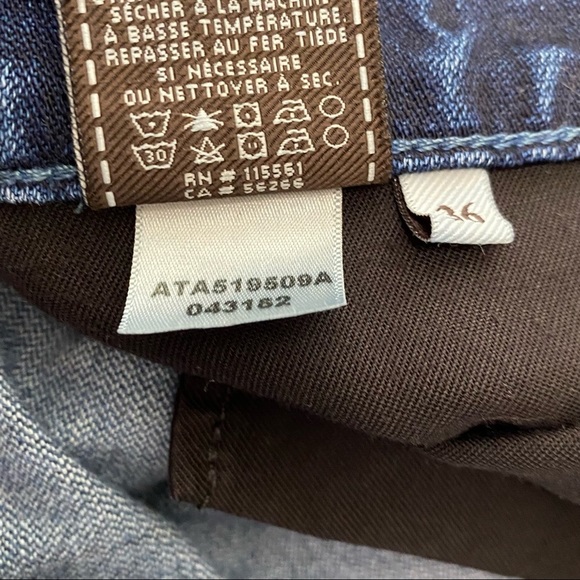 SÉCHER À LA MACHINE
À BASSE TEMPÉRATURE.
REPASSER AU FER TIÈDE
SI NÉCESSAIRE
OU NETTOYER À SEC.
30
RN # 115561
CA # 56266
ATA519509A
043152
36